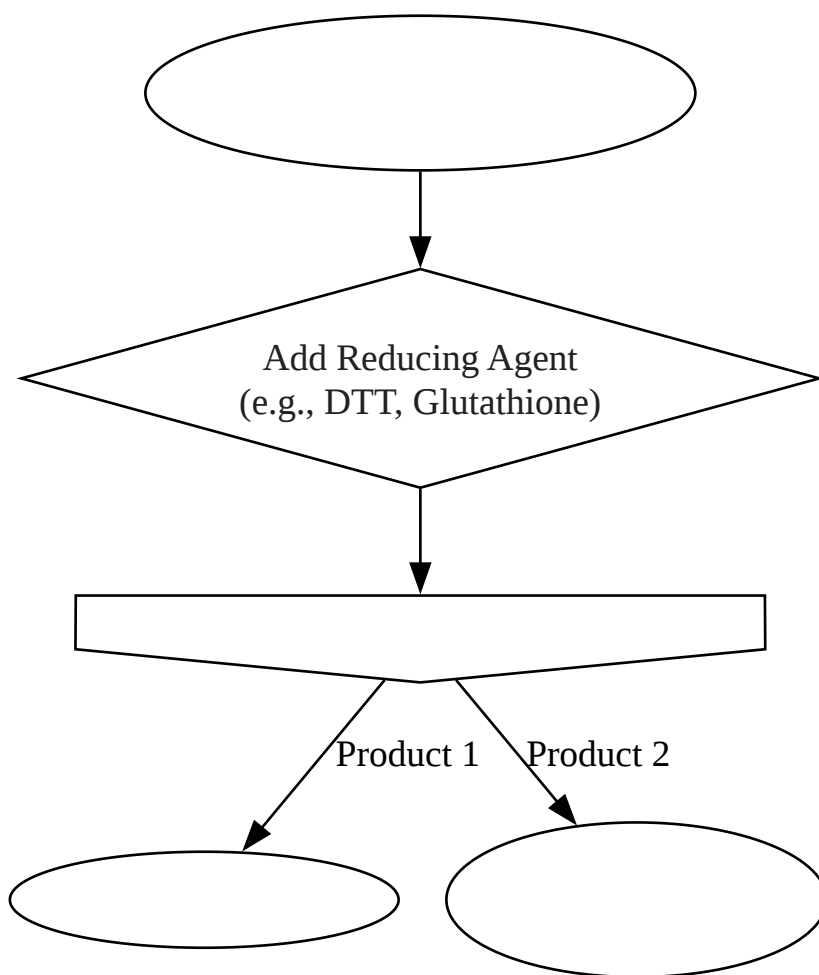 Add Reducing Agent
(e.g., DTT, Glutathione)
Product 1
Product 2